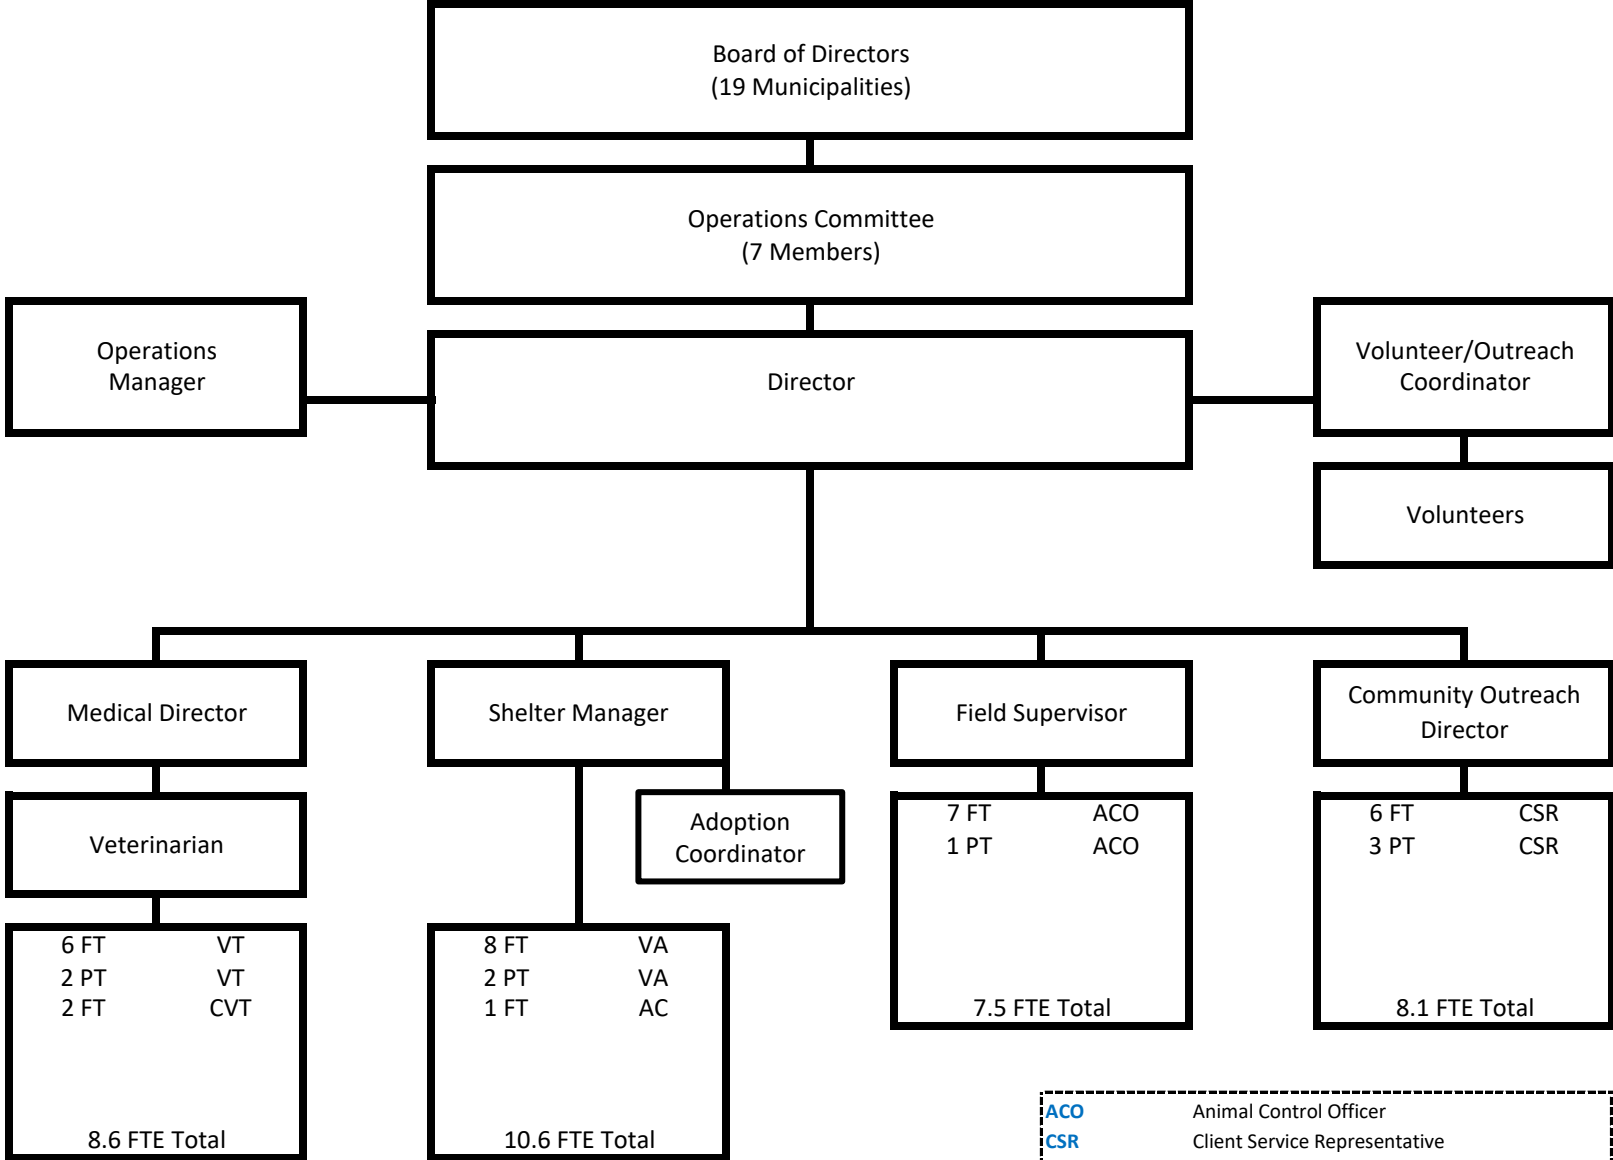 Board of Directors
(19 Municipalities)
Operations Committee
(7 Members)
Operations
Manager
Director
Volunteer/Outreach
Coordinator
Volunteers
Medical Director
Shelter Manager
Field Supervisor
Community Outreach
Director
Veterinarian
Adoption
Coordinator
7 FT ACO
1 PT ACO
7.5 FTE Total
6 FT CSR
3 PT CSR
8.1 FTE Total
6 FT VT
2 PT VT
2 FT CVT
8.6 FTE Total
8 FT VA
2 PT VA
1 FT AC
10.6 FTE Total
ACO Animal Control Officer
CSR Client Service Representative